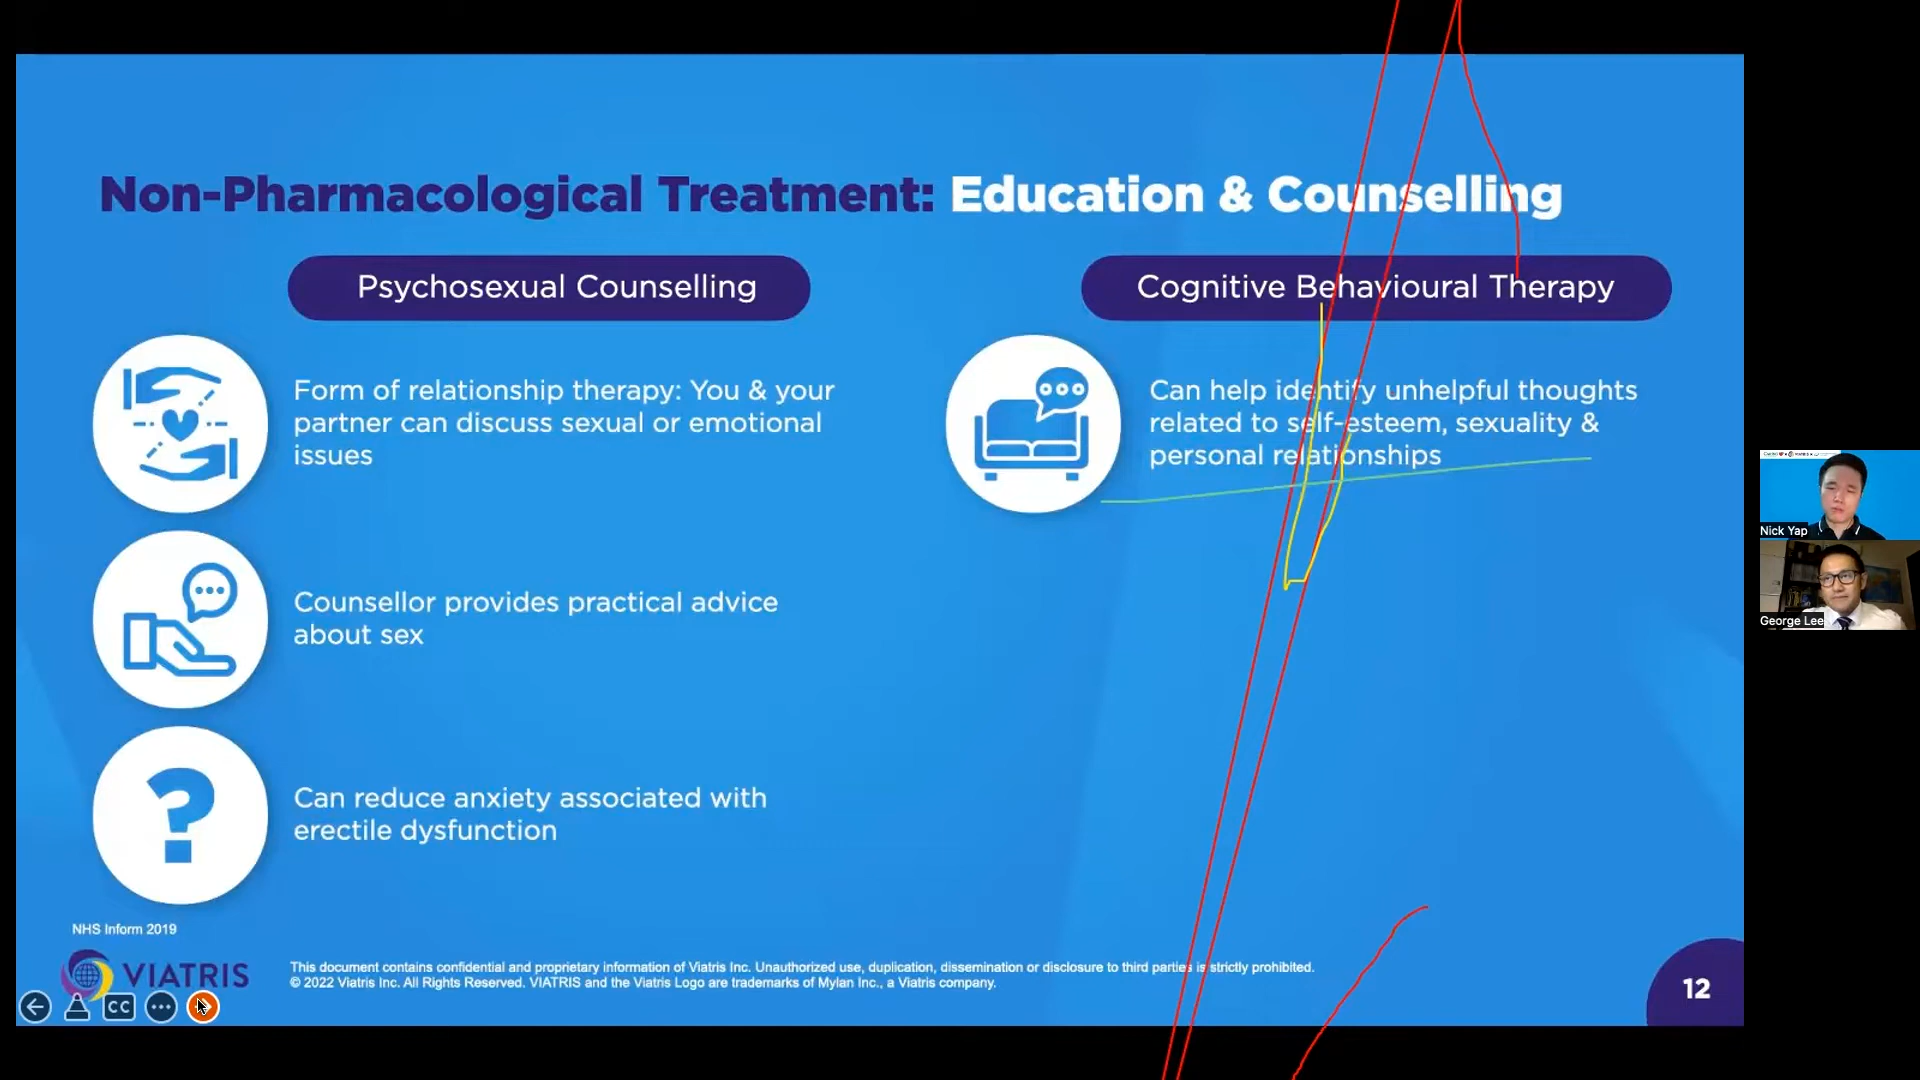 Non-Pharmacological Treatment: Education & Counselling
Psychosexual Counselling
Form of relationship therapy: You & your
partner can discuss sexual or emotional
issues
Counsellor provides practical advice
about sex
Can reduce anxiety associated with
erectile dysfunction
Cognitive Behavioural Therapy
Can help identify unhelpful thoughts
related to self-esteem, sexuality &
personal relationships
NHS Inform 2019
VIATRIS
This document contains confidential and proprietary information of Viatris Inc. Unauthorized use, duplication, dissemination or disclosure to third parties is strictly prohibited.
© 2022 Viatris Inc. All Rights Reserved. VIATRIS and the Viatris Logo are trademarks of Mylan Inc., a Viatris company.
12
CC
Nick Yap
George Lee